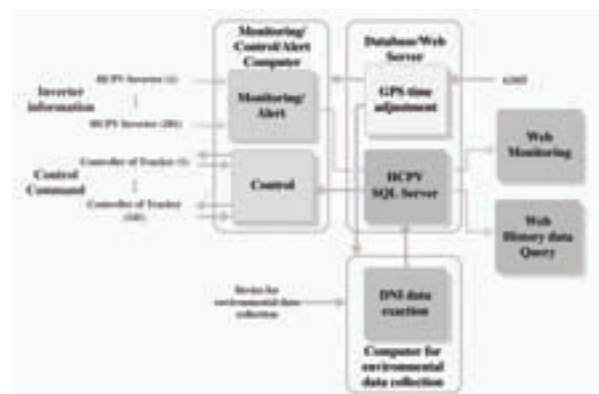 Monitoring/
Control/Alert
Computer
Database/Web
Server
HCPV Inverter (1)
Inverter
information
Monitoring/
Alert
GPS time
adjustment
HCPV Inverter
Web
Monitoring
Controller of Tracker (1)
Control
Command
Control
HCPV
SQL Server
Controller of Tracker
Web
History data
Query
Device for
environmental data
collection
DNI data
exaction
Computer for
environmental
data collection